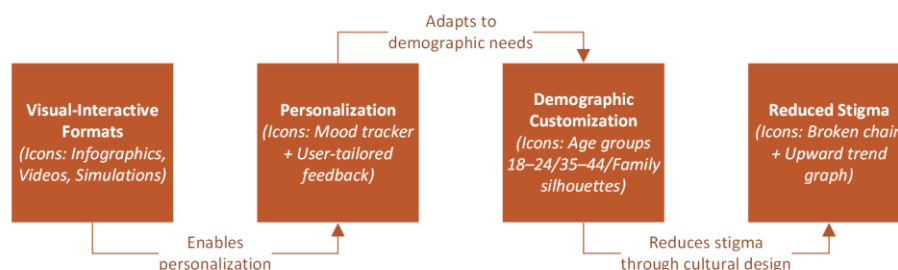 Adapts to
demographic needs
Visual-Interactive
Formats
(Icons: Infographics,
Videos, Simulations)
Personalization
(Icons: Mood tracker
+ User-tailored
feedback)
Demographic
Customization
(Icons: Age groups
18–24/35–44/Family
silhouettes)
Reduced Stigma
(Icons: Broken chain
+ Upward trend
graph)
Enables
personalization
Reduces stigma
through cultural design